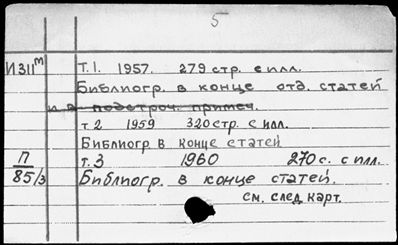 5
И311м т.1. 1957. 279 стр. с илл.
Библиогр. в конце отд. статей
и в подстроч. примеч.
т.2 1959 320 стр. с илл.
Библиогр. в конце статей
П т.3 1960 270 с. с илл.
85/3 Библиогр. в конце статей.
см. след. карт.